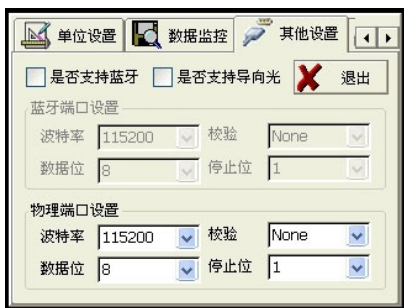 单位设置 数据监控 其他设置
是否支持蓝牙 是否支持导向光 退出
蓝牙端口设置
波特率 115200 校验 None
数据位 8 停止位 1
物理端口设置
波特率 115200 校验 None
数据位 8 停止位 1